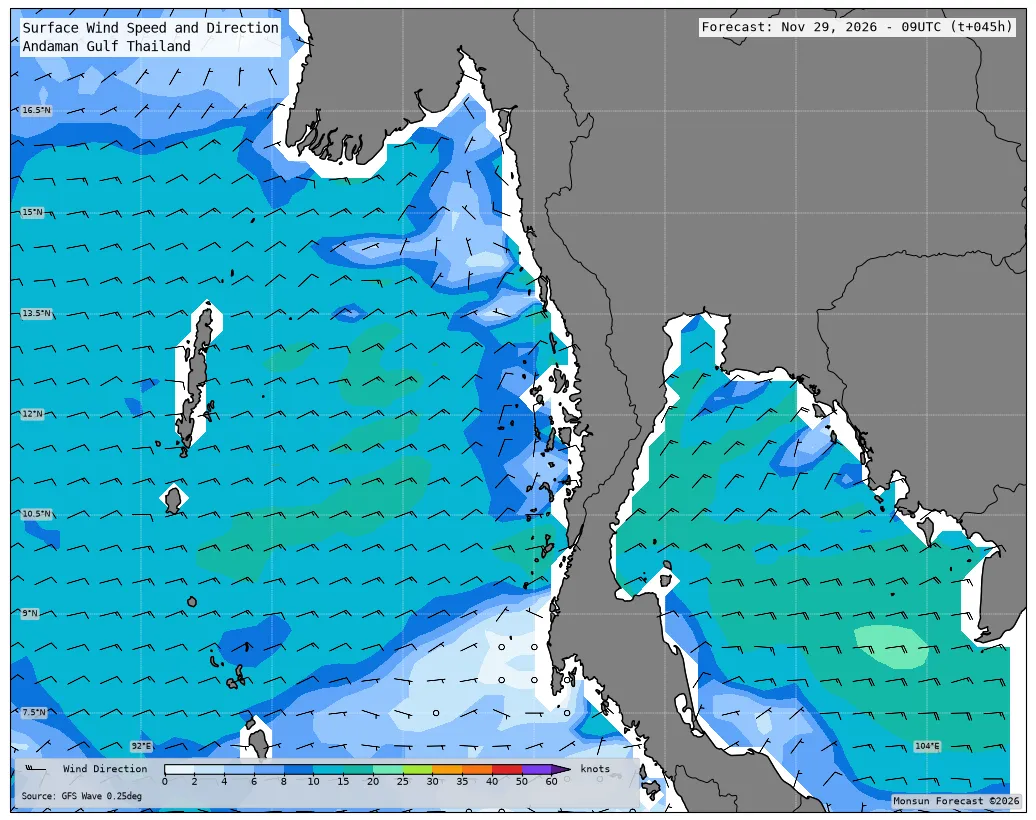 Surface Wind Speed and Direction
Andaman Gulf Thailand
Forecast: Nov 29, 2026 - 09UTC (t+045h)
16.5°N
15°N
13.5°N
12°N
10.5°N
9°N
7.5°N
92°E
104°E
Wind Direction
0 2 4 6 8 10 15 20 25 30 35 40 50 60 knots
Source: GFS Wave 0.25deg
Monsun Forecast ©2026